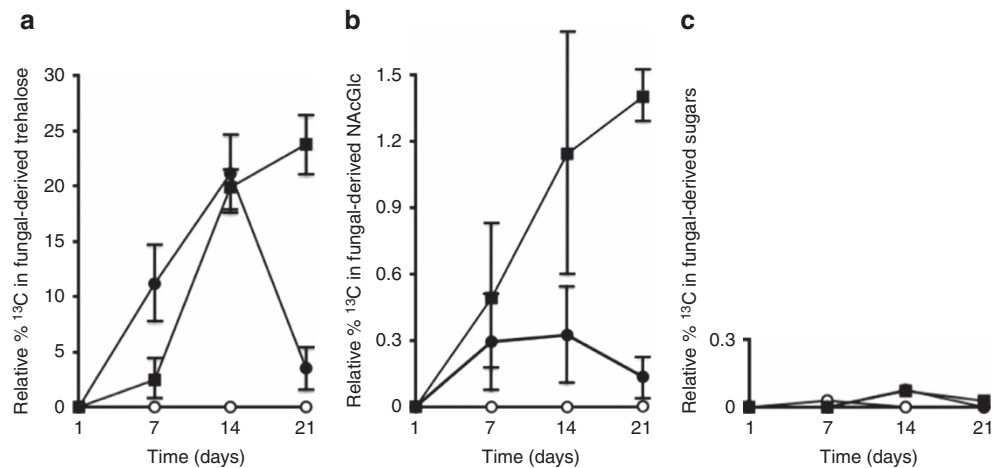 a
Relative % ¹³C in fungal-derived trehalose
30
25
20
15
10
5
0
1 7 14 21
Time (days)
b
Relative % ¹³C in fungal-derived NAcGlc
1.5
1.2
0.9
0.6
0.3
0
1 7 14 21
Time (days)
c
Relative % ¹³C in fungal-derived sugars
0.3
0
1 7 14 21
Time (days)